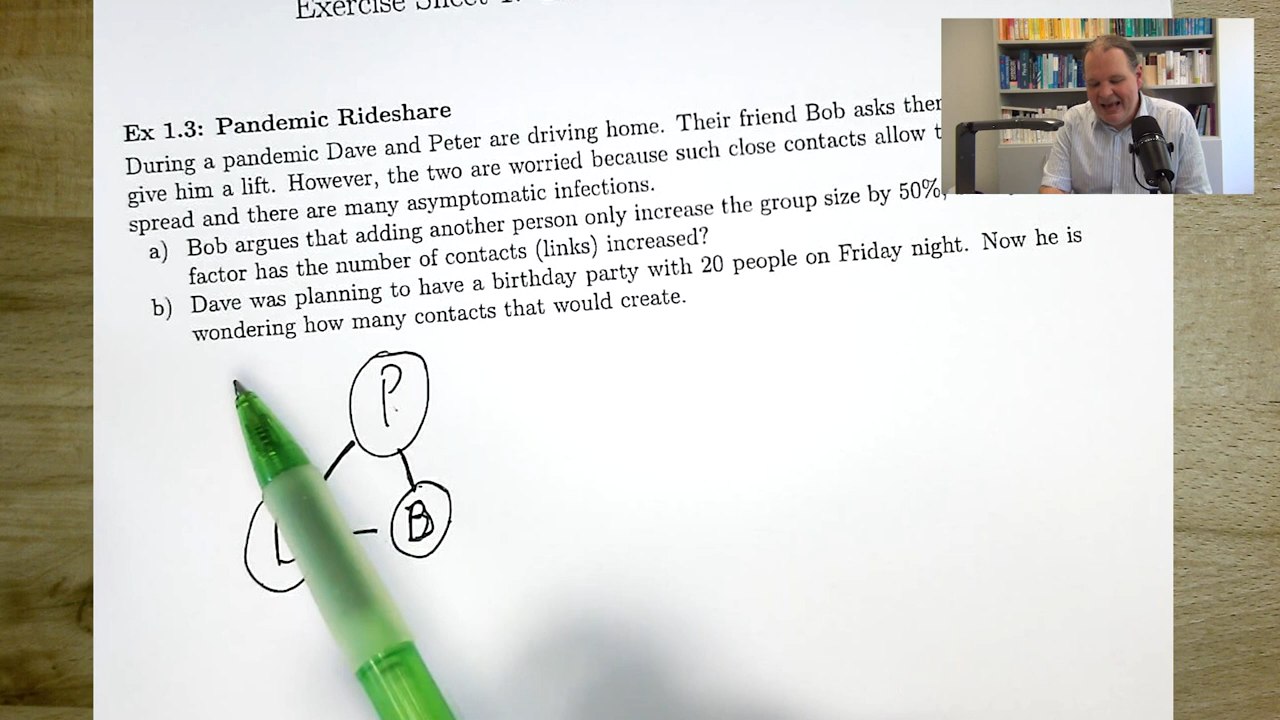 Exercise Sheet 1:
Ex 1.3: Pandemic Rideshare
During a pandemic Dave and Peter are driving home. Their friend Bob asks
give him a lift. However, the two are worried because such close contacts allow
spread and there are many asymptomatic infections.
a) Bob argues that adding another person only increase the group size by 50%,
factor has the number of contacts (links) increased?
b) Dave was planning to have a birthday party with 20 people on Friday night. Now he is
wondering how many contacts that would create.
P
B